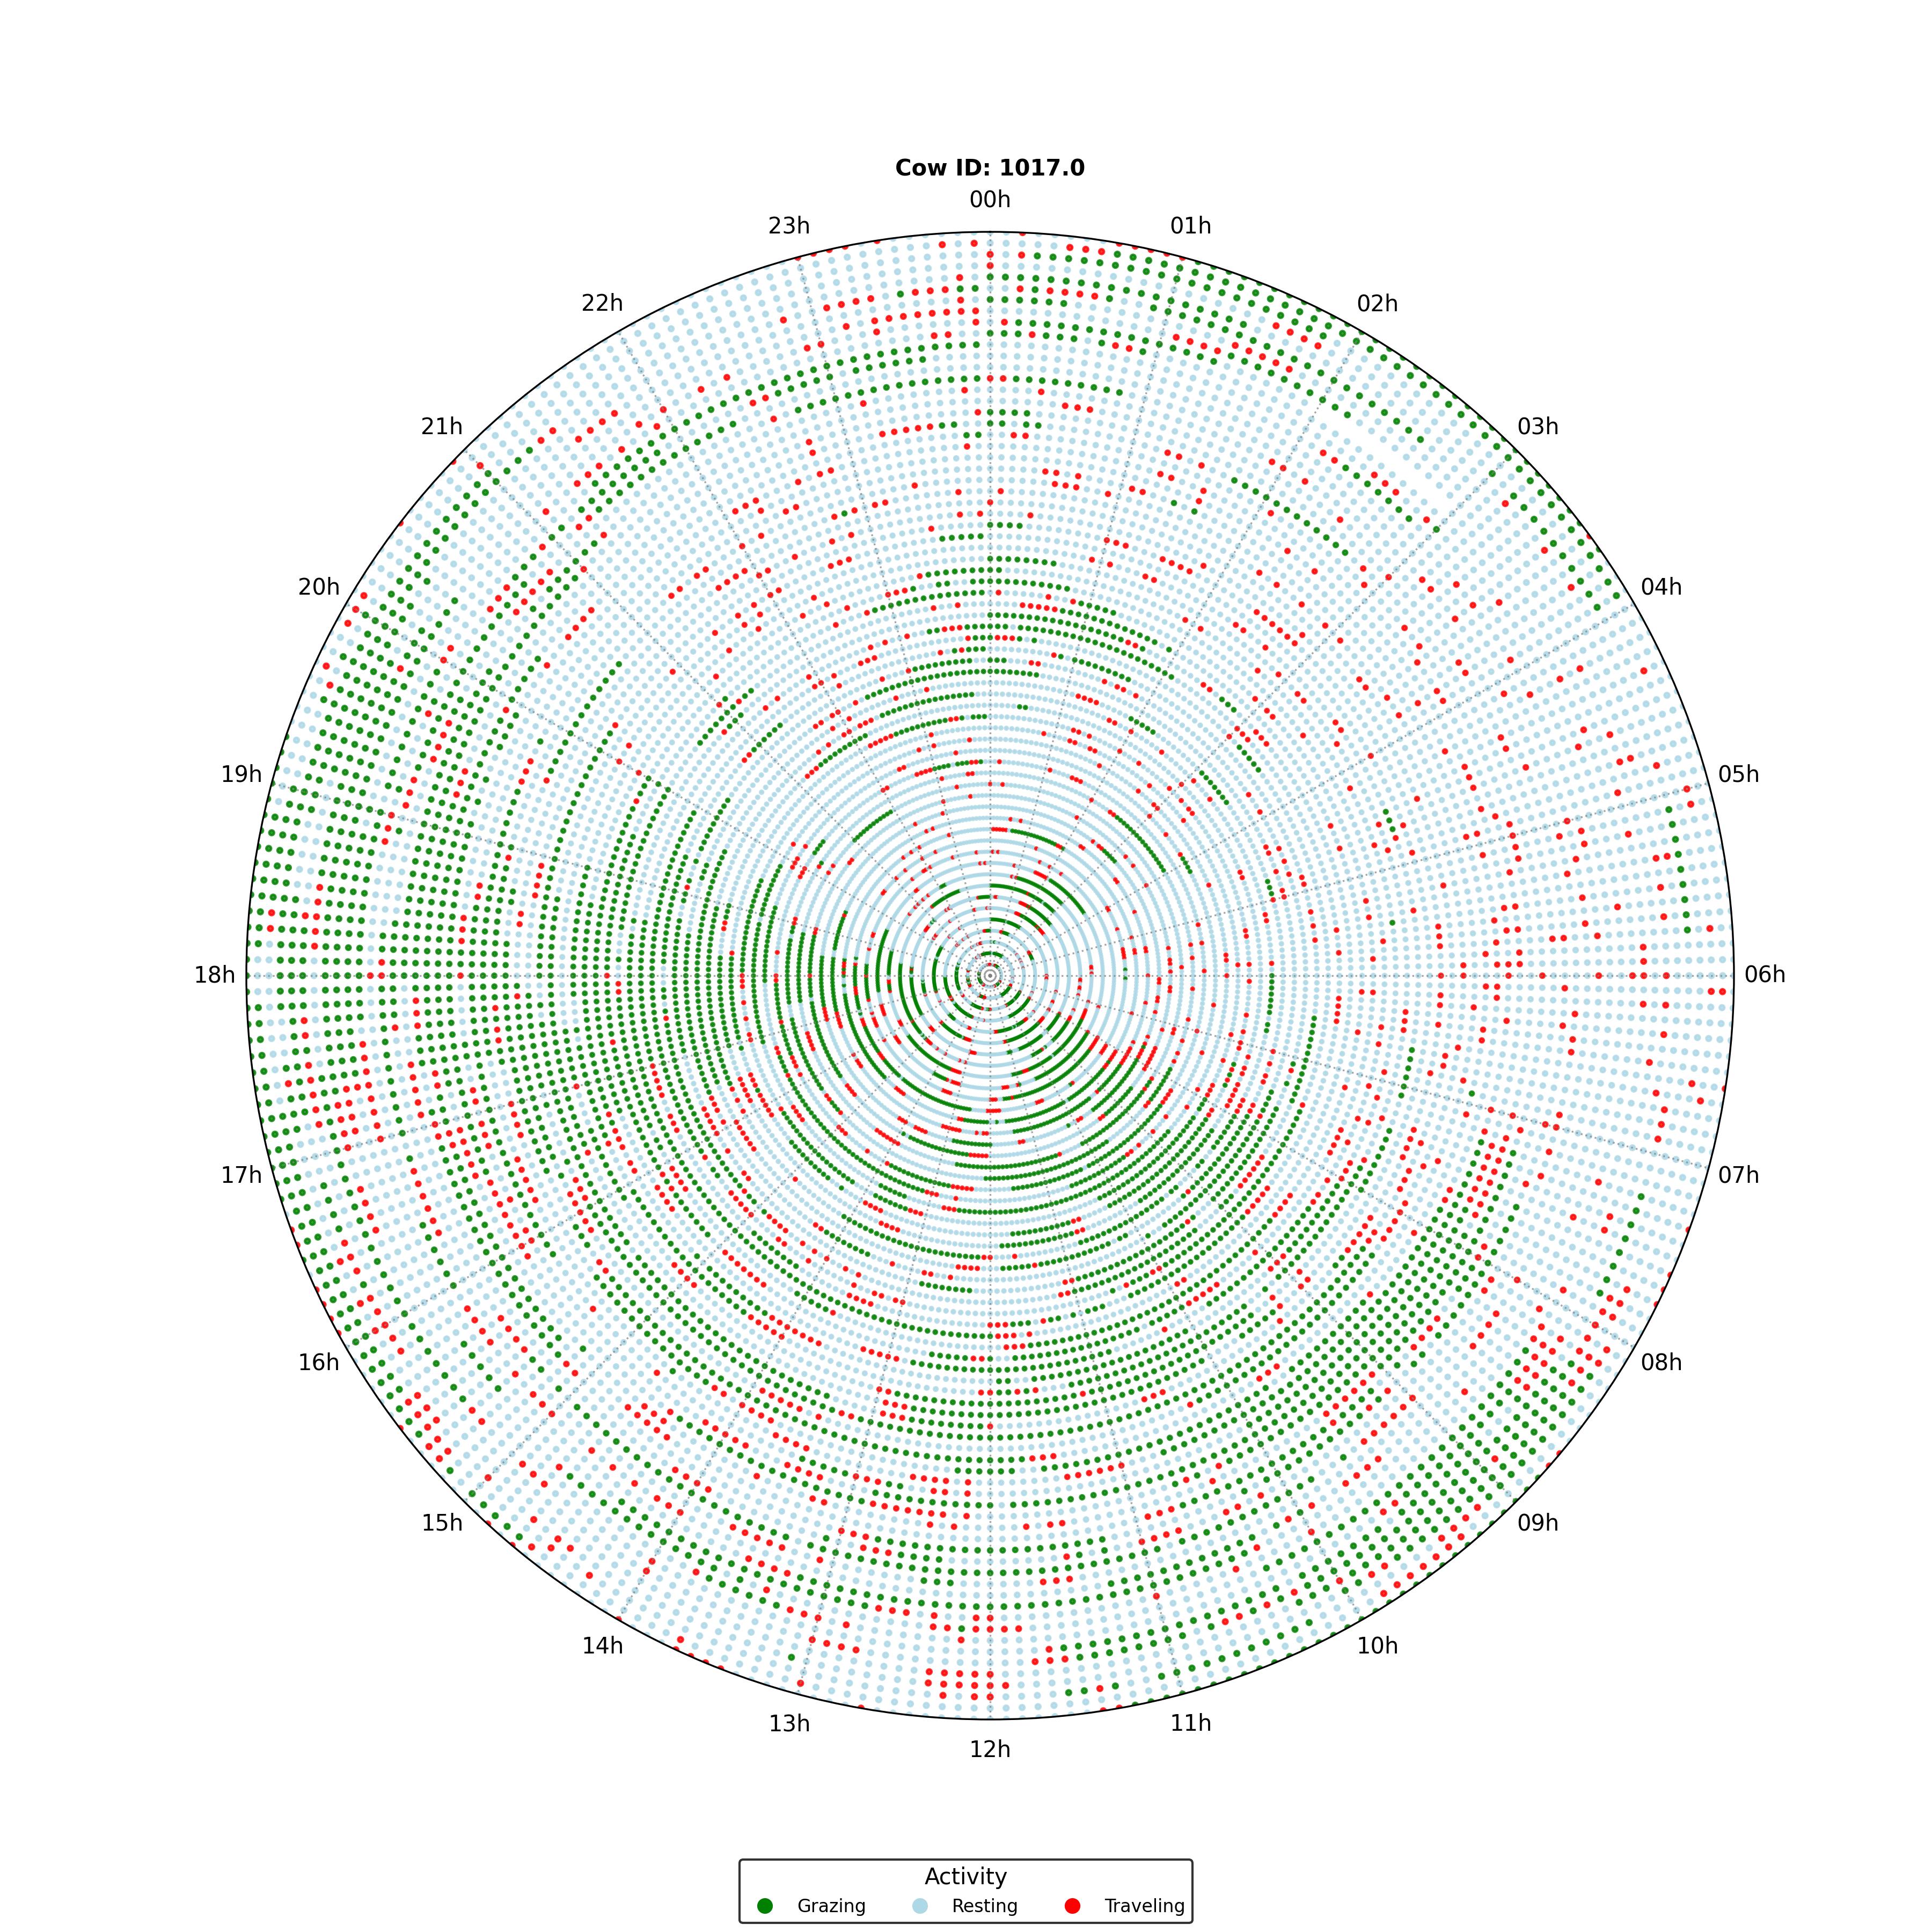 Cow ID: 1017.0
00h
23h
01h
22h
02h
21h
03h
20h
04h
19h
05h
18h
06h
17h
07h
16h
08h
15h
09h
14h
10h
13h
11h
12h
Activity
Grazing Resting Traveling